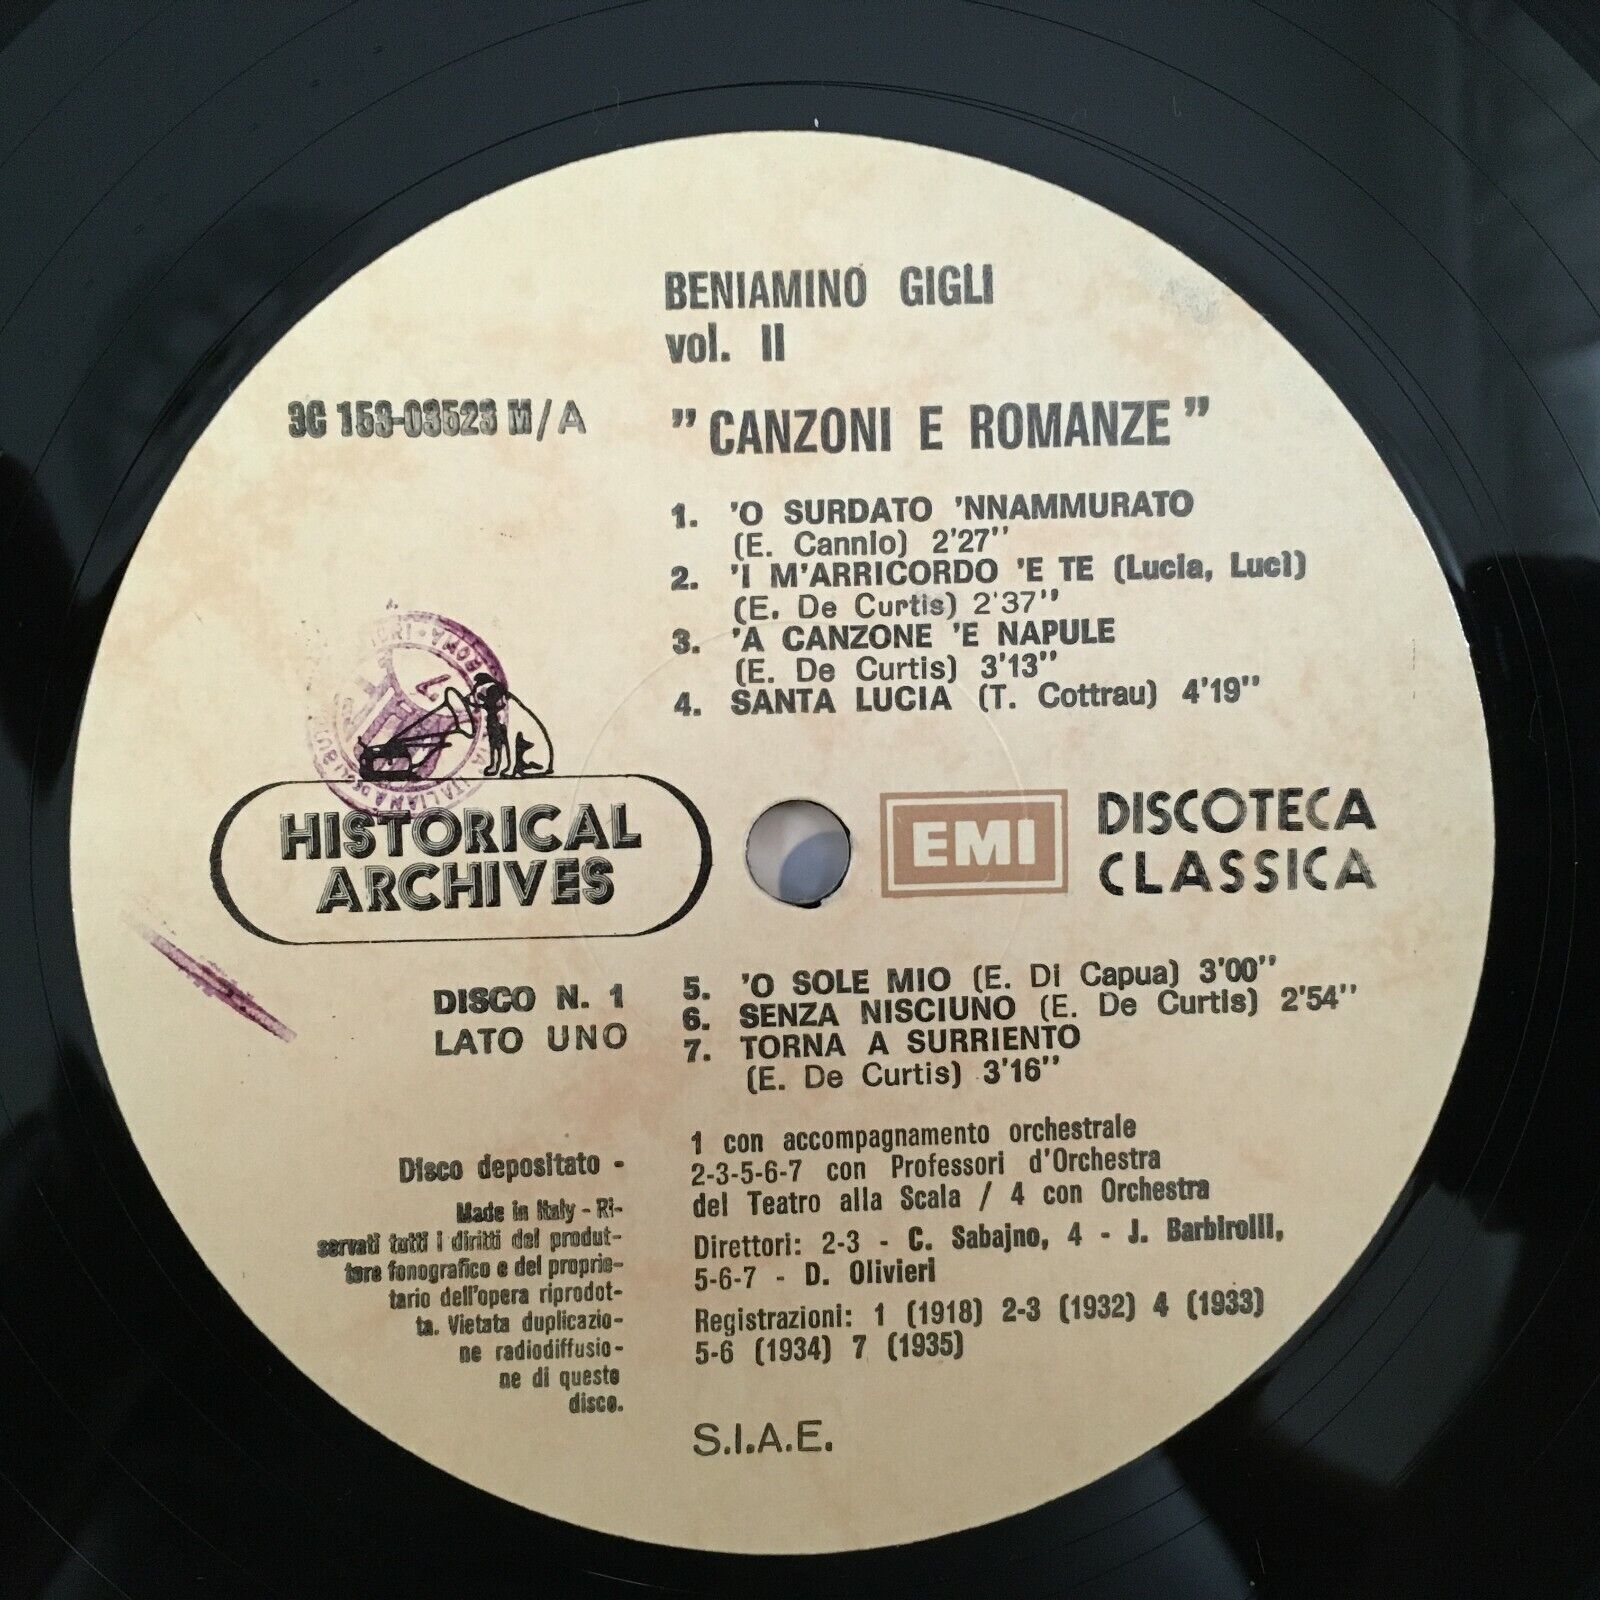 BENIAMINO GIGLI
vol. II
3C 153-03523 M/A
"CANZONI E ROMANZE"
1. 'O SURDATO 'NNAMMURATO
(E. Cannio) 2'27''
2. 'I M'ARRICORDO 'E TE (Lucia, Lucì)
(E. De Curtis) 2'37''
3. 'A CANZONE 'E NAPULE
(E. De Curtis) 3'13''
4. SANTA LUCIA (T. Cottrau) 4'19''
HISTORICAL
ARCHIVES
EMI
DISCOTECA
CLASSICA
DISCO N. 1
LATO UNO
5. 'O SOLE MIO (E. Di Capua) 3'00''
6. SENZA NISCIUNO (E. De Curtis) 2'54''
7. TORNA A SURRIENTO
(E. De Curtis) 3'16''
Disco depositato -
Made in Italy - Ri-
servati tutti i diritti del produt-
tore fonografico e del proprie-
tario dell'opera riprodot-
ta. Vietata duplicazio-
ne radiodiffusio-
ne di questo
disco.
1 con accompagnamento orchestrale
2-3-5-6-7 con Professori d'Orchestra
del Teatro alla Scala / 4 con Orchestra
Direttori: 2-3 - C. Sabajno, 4 - J. Barbirolli,
5-6-7 - D. Olivieri
Registrazioni: 1 (1918) 2-3 (1932) 4 (1933)
5-6 (1934) 7 (1935)
S.I.A.E.
ITALIANA
ROMA